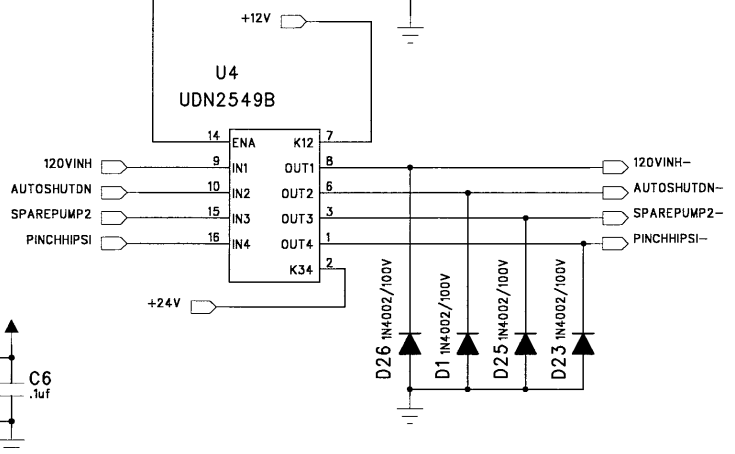 +12V
U4
UDN2549B
14 ENA K12 7
120VINH 9 IN1 OUT1 8 120VINH-
AUTOSHUTDN 10 IN2 OUT2 6 AUTOSHUTDN-
SPAREPUMP2 15 IN3 OUT3 3 SPAREPUMP2-
PINCHHIPSI 16 IN4 OUT4 1 PINCHHIPSI-
K34 2
+24V
D26 1N4002/100V
D1 1N4002/100V
D25 1N4002/100V
D23 1N4002/100V
C6
.1uf